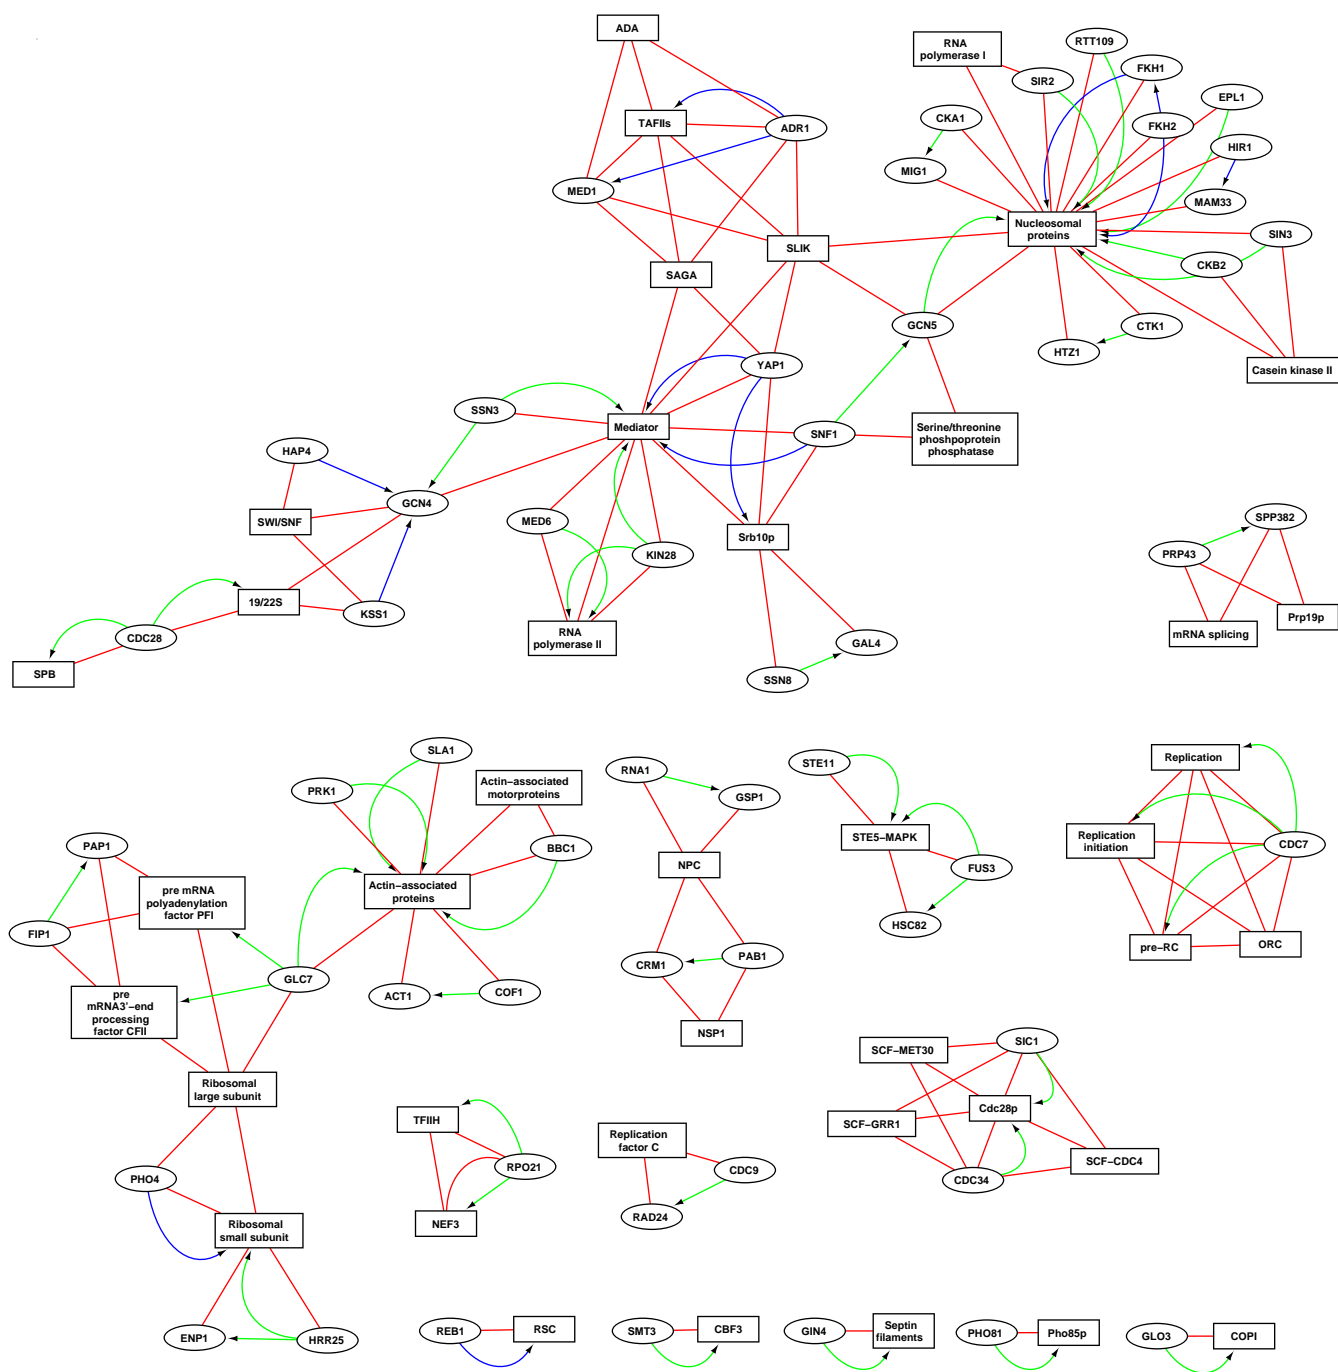 ADA
TAFIIs
ADR1
MED1
SLIK
SAGA
RNA
polymerase I
RTT109
SIR2
FKH1
EPL1
CKA1
FKH2
HIR1
MIG1
MAM33
Nucleosomal
proteins
SIN3
CKB2
GCN5
CTK1
HTZ1
Casein kinase II
YAP1
SSN3
Mediator
SNF1
Serine/threonine
phoshpoprotein
phosphatase
HAP4
GCN4
SWI/SNF
MED6
Srb10p
KIN28
19/22S
KSS1
CDC28
SPB
RNA
polymerase II
GAL4
SSN8
SPP382
PRP43
Prp19p
mRNA splicing
SLA1
PRK1
Actin−associated
motorproteins
BBC1
PAP1
pre mRNA
polyadenylation
factor PFI
Actin−associated
proteins
FIP1
GLC7
pre
mRNA3'−end
processing
factor CFII
ACT1
COF1
Ribosomal
large subunit
PHO4
Ribosomal
small subunit
ENP1
HRR25
RNA1
GSP1
NPC
CRM1
PAB1
NSP1
STE11
STE5−MAPK
FUS3
HSC82
Replication
Replication
initiation
CDC7
pre−RC
ORC
TFIIH
RPO21
NEF3
Replication
factor C
CDC9
RAD24
SCF−MET30
SIC1
Cdc28p
SCF−GRR1
SCF−CDC4
CDC34
REB1
RSC
SMT3
CBF3
GIN4
Septin
filaments
PHO81
Pho85p
GLO3
COPI